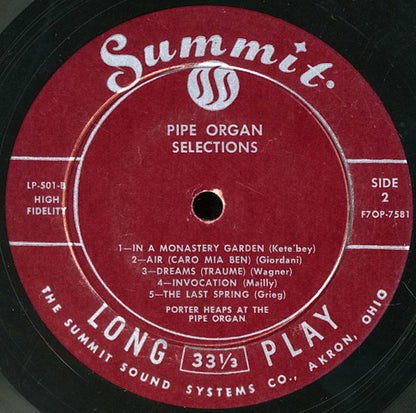 Summit
PIPE ORGAN
SELECTIONS
LP-501-B
HIGH
FIDELITY
SIDE
2
F7OP-7581
1—IN A MONASTERY GARDEN (Kete'bey)
2—AIR (CARO MIA BEN) (Giordani)
3—DREAMS (TRAUME) (Wagner)
4—INVOCATION (Mailly)
5—THE LAST SPRING (Grieg)
PORTER HEAPS AT THE
PIPE ORGAN
LONG 33⅓ PLAY
THE SUMMIT SOUND SYSTEMS CO., AKRON, OHIO